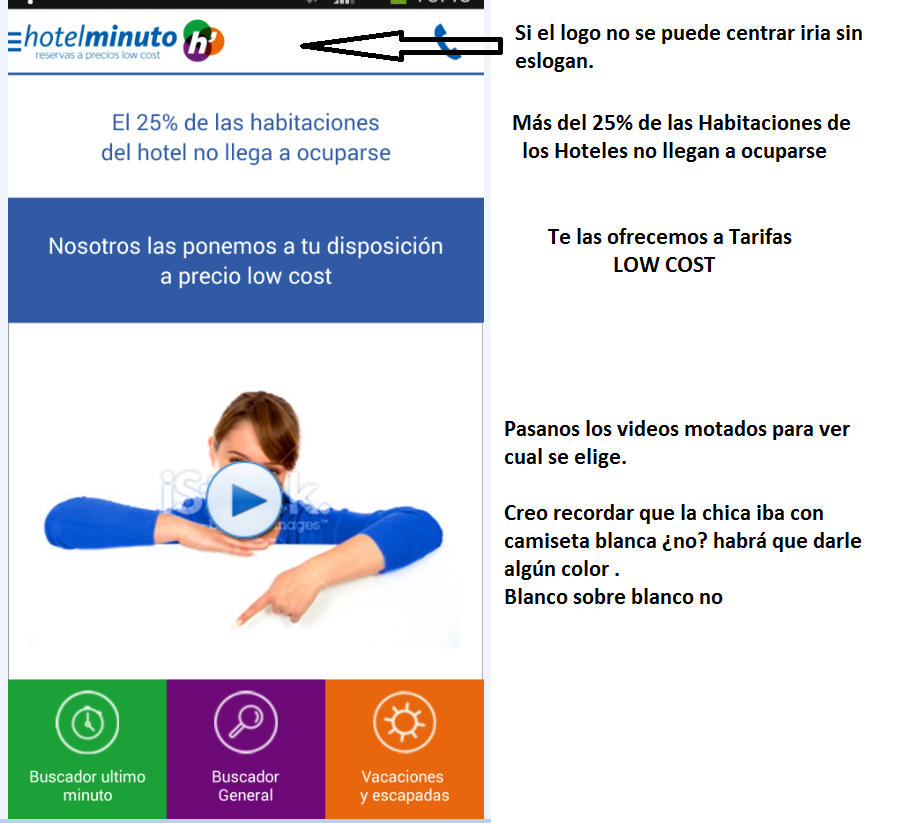 hotelminuto h'
reservas a precios low cost
Si el logo no se puede centrar iria sin
eslogan.
El 25% de las habitaciones
del hotel no llega a ocuparse
Más del 25% de las Habitaciones de
los Hoteles no llegan a ocuparse
Nosotros las ponemos a tu disposición
a precio low cost
Te las ofrecemos a Tarifas
LOW COST
Pasanos los videos motados para ver
cual se elige.
Creo recordar que la chica iba con
camiseta blanca ¿no? habrá que darle
algún color .
Blanco sobre blanco no
Buscador ultimo
minuto
Buscador
General
Vacaciones
y escapadas